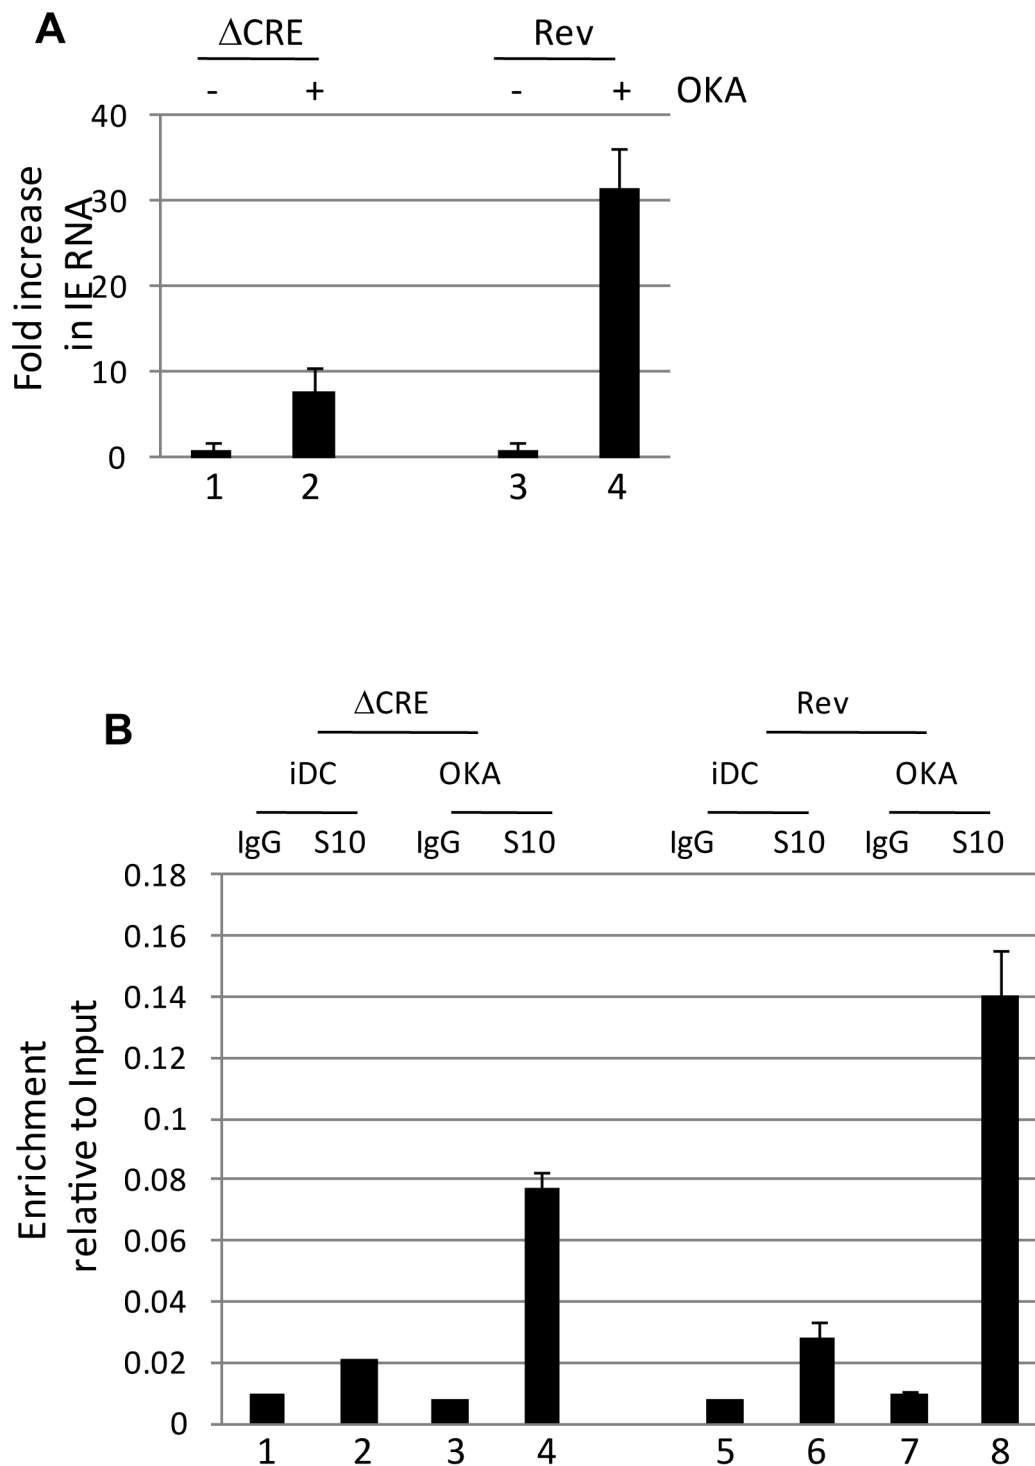 A
ΔCRE Rev
- + - + OKA
40
30
20
10
0
Fold increase
in IE RNA
1 2 3 4
B
ΔCRE Rev
iDC OKA iDC OKA
IgG S10 IgG S10 IgG S10 IgG S10
0.18
0.16
0.14
0.12
0.1
0.08
0.06
0.04
0.02
0
Enrichment
relative to Input
1 2 3 4 5 6 7 8